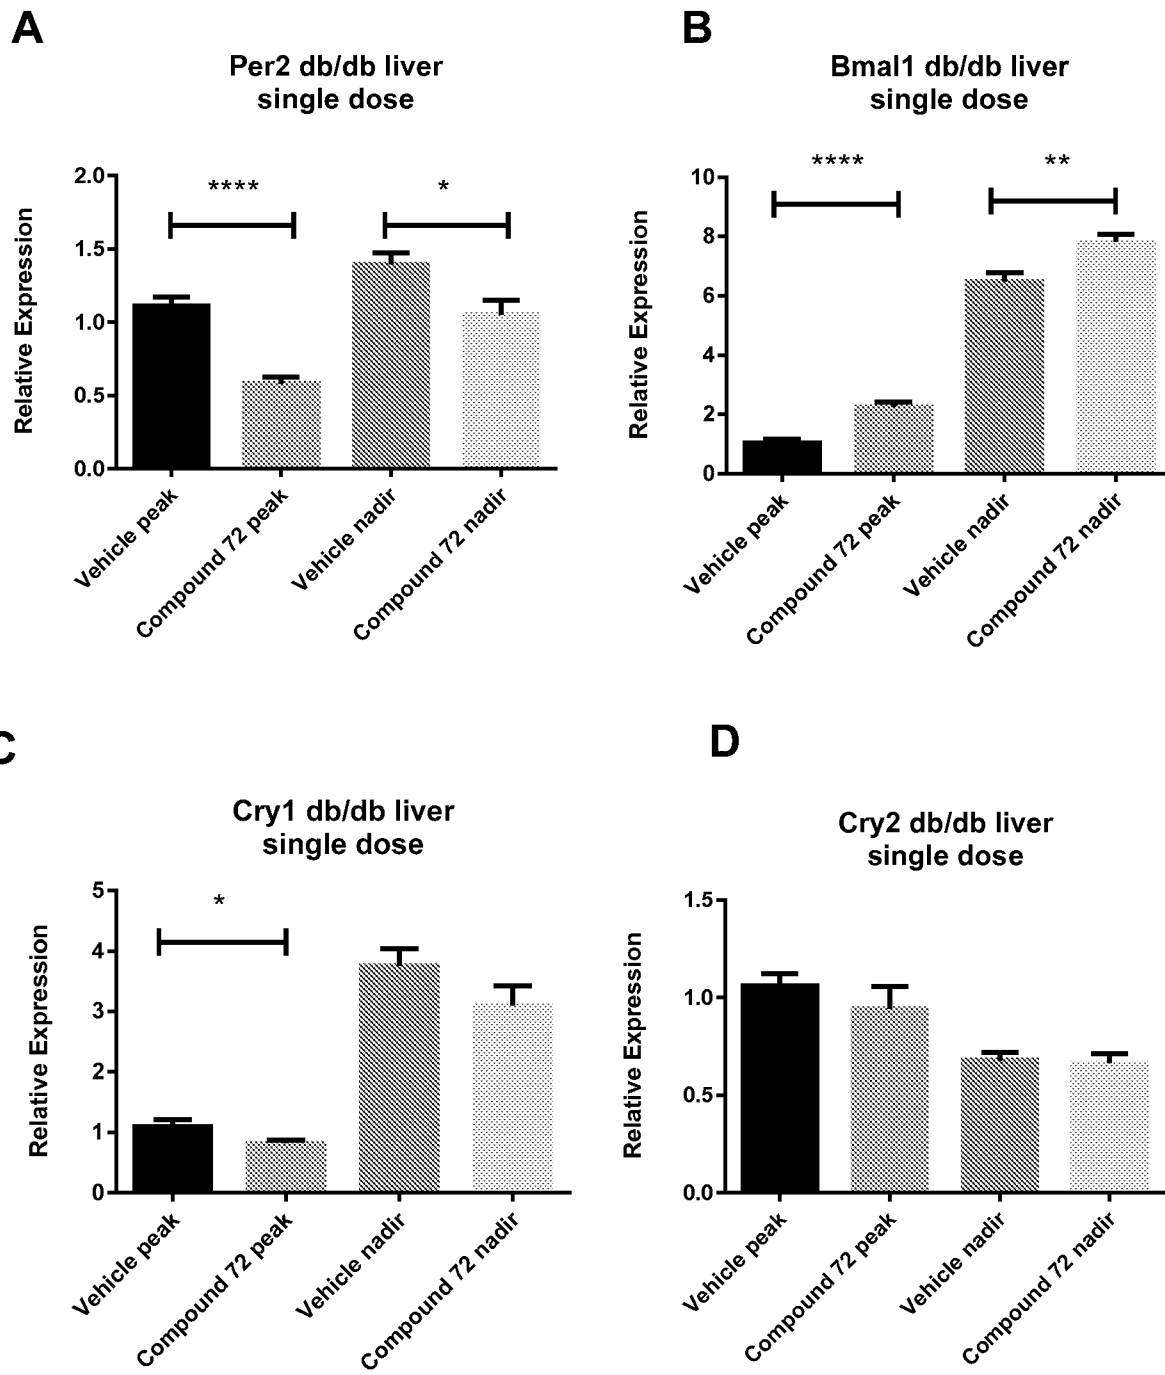 A
Per2 db/db liver
single dose
Relative Expression
2.0
1.5
1.0
0.5
0.0
****
*
Vehicle peak
Compound 72 peak
Vehicle nadir
Compound 72 nadir
B
Bmal1 db/db liver
single dose
Relative Expression
10
8
6
4
2
0
****
**
Vehicle peak
Compound 72 peak
Vehicle nadir
Compound 72 nadir
C
Cry1 db/db liver
single dose
Relative Expression
5
4
3
2
1
0
*
Vehicle peak
Compound 72 peak
Vehicle nadir
Compound 72 nadir
D
Cry2 db/db liver
single dose
Relative Expression
1.5
1.0
0.5
0.0
Vehicle peak
Compound 72 peak
Vehicle nadir
Compound 72 nadir